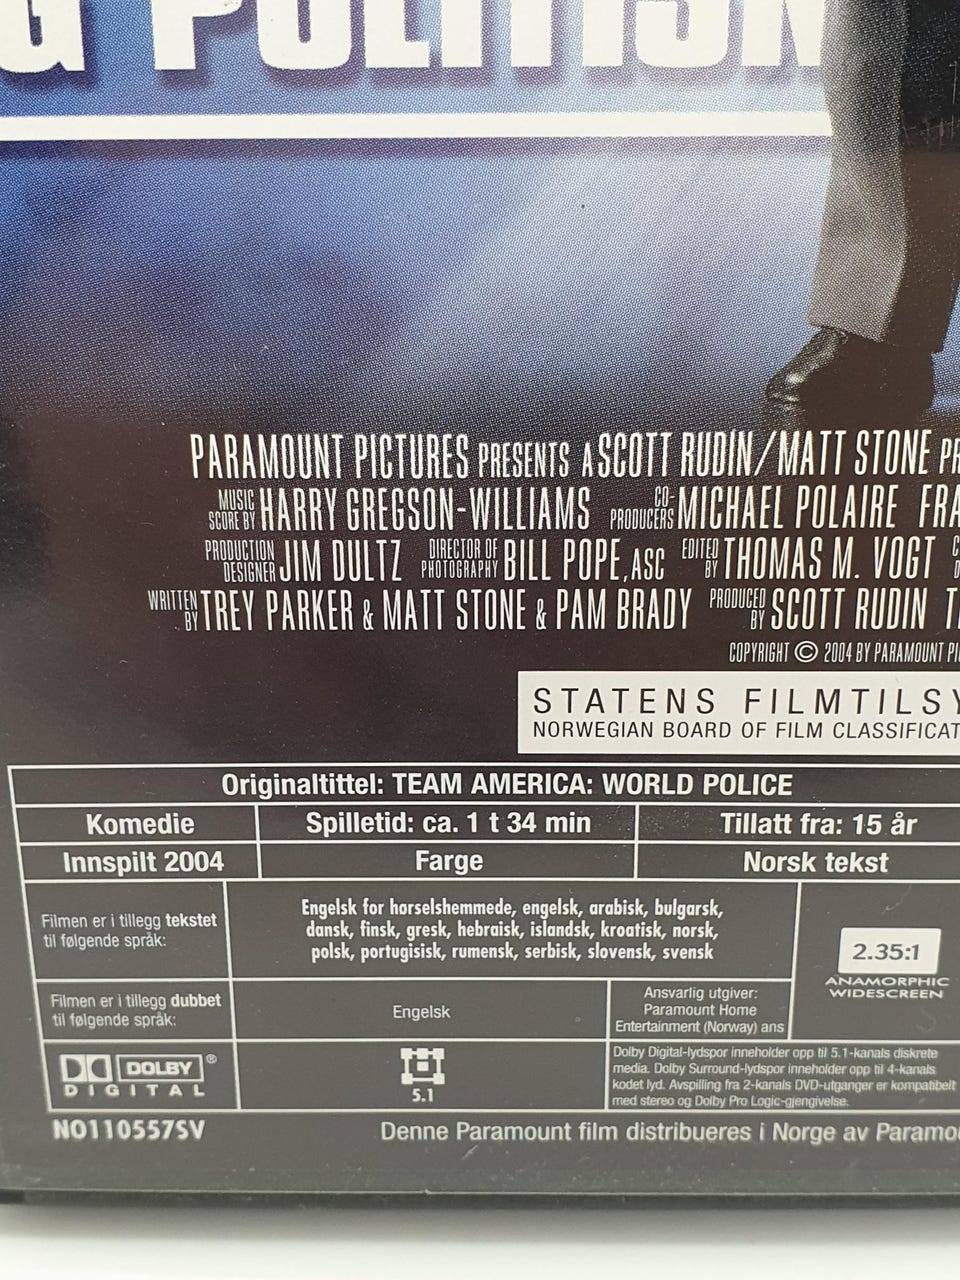 G POLITISK
PARAMOUNT PICTURES PRESENTS A SCOTT RUDIN/MATT STONE PR
MUSIC SCORE BY HARRY GREGSON-WILLIAMS CO-PRODUCERS MICHAEL POLAIRE FRA
PRODUCTION DESIGNER JIM DULTZ DIRECTOR OF PHOTOGRAPHY BILL POPE, ASC EDITED BY THOMAS M. VOGT
WRITTEN BY TREY PARKER & MATT STONE & PAM BRADY PRODUCED BY SCOTT RUDIN T
COPYRIGHT © 2004 BY PARAMOUNT PI
STATENS FILMTILSY
NORWEGIAN BOARD OF FILM CLASSIFICAT
Originaltittel: TEAM AMERICA: WORLD POLICE
Komedie Spilletid: ca. 1 t 34 min Tillatt fra: 15 år
Innspilt 2004 Farge Norsk tekst
Filmen er i tillegg tekstet
til følgende språk:
Engelsk for hørselshemmede, engelsk, arabisk, bulgarsk,
dansk, finsk, gresk, hebraisk, islandsk, kroatisk, norsk,
polsk, portugisisk, rumensk, serbisk, slovensk, svensk
2.35:1
ANAMORPHIC
WIDESCREEN
Filmen er i tillegg dubbet
til følgende språk:
Engelsk
Ansvarlig utgiver:
Paramount Home
Entertainment (Norway) ans
DOLBY®
DIGITAL
5.1
Dolby Digital-lydspor inneholder opp til 5.1-kanals diskrete
media. Dolby Surround-lydspor inneholder opp til 4-kanals
kodet lyd. Avspilling fra 2-kanals DVD-utganger er kompatibelt
med stereo og Dolby Pro Logic-gjengivelse.
NO110557SV Denne Paramount film distribueres i Norge av Paramo